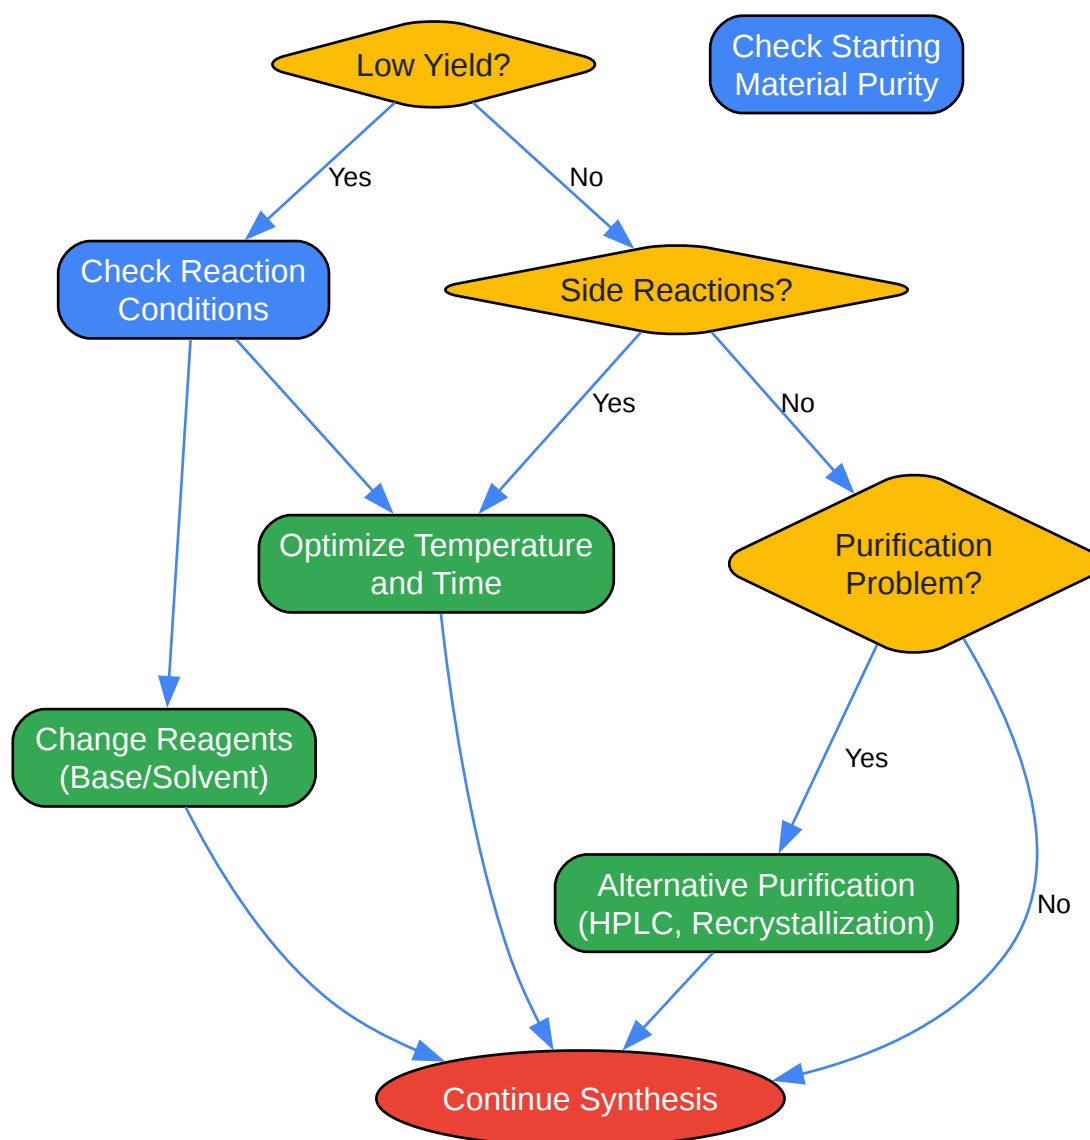 Low Yield?
Check Starting
Material Purity
Yes
No
Check Reaction
Conditions
Side Reactions?
Yes
No
Optimize Temperature
and Time
Purification
Problem?
Change Reagents
(Base/Solvent)
Yes
Alternative Purification
(HPLC, Recrystallization)
No
Continue Synthesis